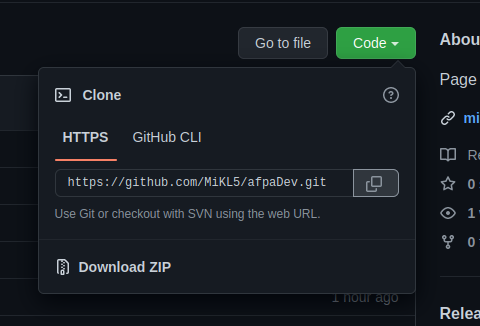 Go to file
Code
Clone
HTTPS
GitHub CLI
https://github.com/MiKL5/afpaDev.git
Use Git or checkout with SVN using the web URL.
Download ZIP
1 hour ago
Abou
Page
mi
Re
0
1
0
Relea